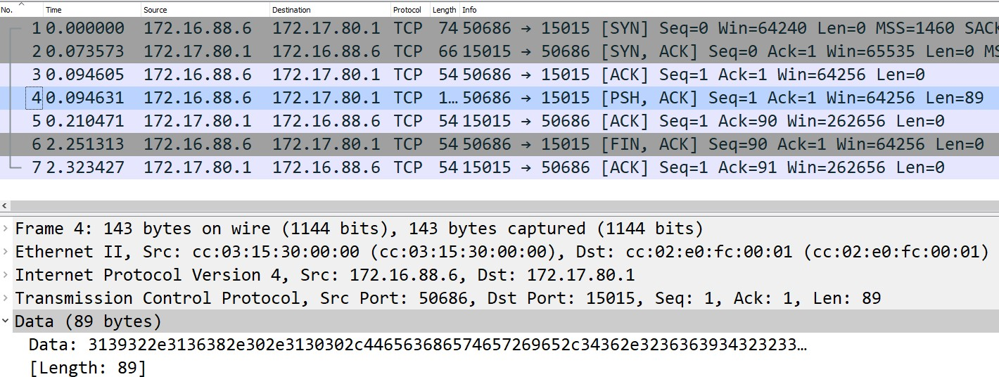 No. Time Source Destination Protocol Length Info
1 0.000000 172.16.88.6 172.17.80.1 TCP 74 50686 → 15015 [SYN] Seq=0 Win=64240 Len=0 MSS=1460 SACK
2 0.073573 172.17.80.1 172.16.88.6 TCP 66 15015 → 50686 [SYN, ACK] Seq=0 Ack=1 Win=65535 Len=0 MS
3 0.094605 172.16.88.6 172.17.80.1 TCP 54 50686 → 15015 [ACK] Seq=1 Ack=1 Win=64256 Len=0
4 0.094631 172.16.88.6 172.17.80.1 TCP 1… 50686 → 15015 [PSH, ACK] Seq=1 Ack=1 Win=64256 Len=89
5 0.210471 172.17.80.1 172.16.88.6 TCP 54 15015 → 50686 [ACK] Seq=1 Ack=90 Win=262656 Len=0
6 2.251313 172.16.88.6 172.17.80.1 TCP 54 50686 → 15015 [FIN, ACK] Seq=90 Ack=1 Win=64256 Len=0
7 2.323427 172.17.80.1 172.16.88.6 TCP 54 15015 → 50686 [ACK] Seq=1 Ack=91 Win=262656 Len=0
Frame 4: 143 bytes on wire (1144 bits), 143 bytes captured (1144 bits)
Ethernet II, Src: cc:03:15:30:00:00 (cc:03:15:30:00:00), Dst: cc:02:e0:fc:00:01 (cc:02:e0:fc:00:01)
Internet Protocol Version 4, Src: 172.16.88.6, Dst: 172.17.80.1
Transmission Control Protocol, Src Port: 50686, Dst Port: 15015, Seq: 1, Ack: 1, Len: 89
Data (89 bytes)
Data: 3139322e3136382e302e3130302c446563686574657269652c34362e3236363934323233…
[Length: 89]